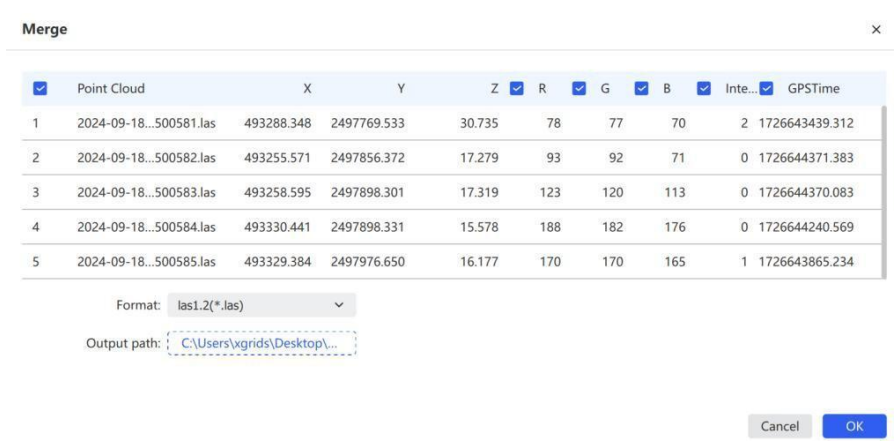 Merge
Point Cloud X Y Z R G B Inte... GPSTime
1 2024-09-18...500581.las 493288.348 2497769.533 30.735 78 77 70 2 1726643439.312
2 2024-09-18...500582.las 493255.571 2497856.372 17.279 93 92 71 0 1726644371.383
3 2024-09-18...500583.las 493258.595 2497898.301 17.319 123 120 113 0 1726644370.083
4 2024-09-18...500584.las 493330.441 2497898.331 15.578 188 182 176 0 1726644240.569
5 2024-09-18...500585.las 493329.384 2497976.650 16.177 170 170 165 1 1726643865.234
Format: las1.2(*.las)
Output path: C:\Users\xgrids\Desktop\...
Cancel OK